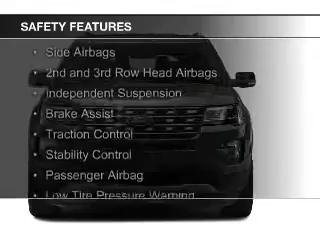 SAFETY FEATURES
• Side Airbags
• 2nd and 3rd Row Head Airbags
• Independent Suspension
• Brake Assist
• Traction Control
• Stability Control
• Passenger Airbag
• Low Tire Pressure Warning